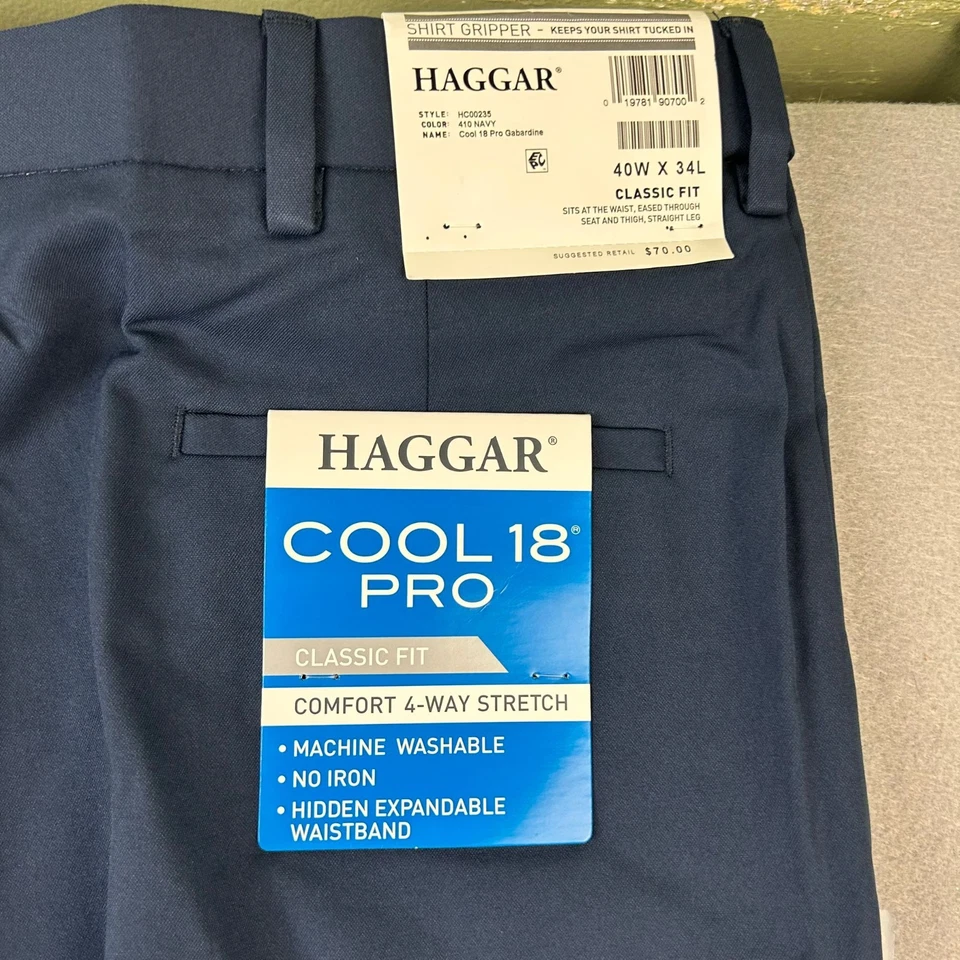 SHIRT GRIPPER - KEEPS YOUR SHIRT TUCKED IN
HAGGAR®
0 19781 90700 2
STYLE: HC00235
COLOR: 410 NAVY
NAME: Cool 18 Pro Gabardine
40W X 34L
CLASSIC FIT
SITS AT THE WAIST, EASED THROUGH
SEAT AND THIGH, STRAIGHT LEG
SUGGESTED RETAIL $70.00
HAGGAR®
COOL 18®
PRO
CLASSIC FIT
COMFORT 4-WAY STRETCH
• MACHINE WASHABLE
• NO IRON
• HIDDEN EXPANDABLE
WAISTBAND